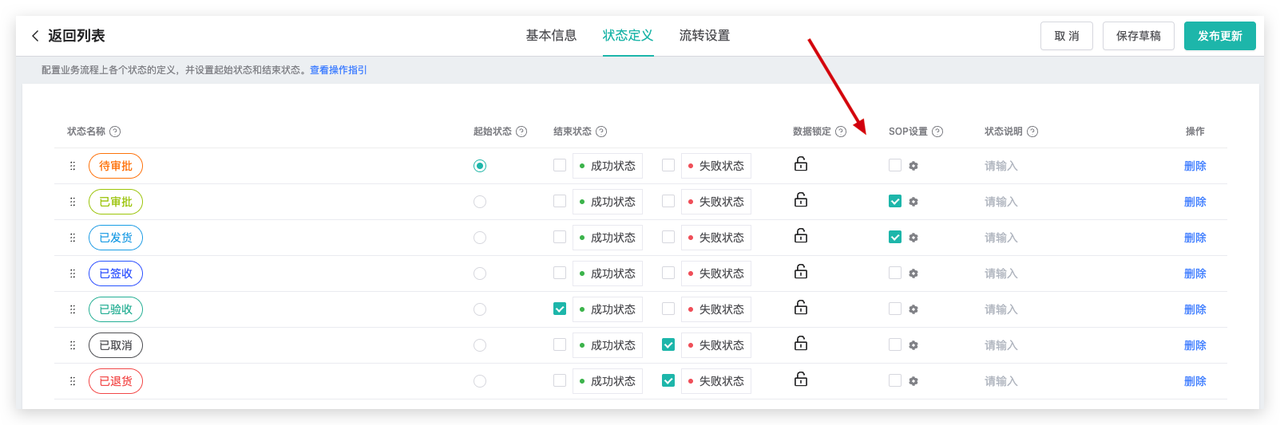 返回列表 基本信息 状态定义 流转设置 取 消 保存草稿 发布更新
配置业务流程上各个状态的定义，并设置起始状态和结束状态。查看操作指引
状态名称 起始状态 结束状态 数据锁定 SOP设置 状态说明 操作
待审批 成功状态 失败状态 请输入 删除
已审批 成功状态 失败状态 请输入 删除
已发货 成功状态 失败状态 请输入 删除
已签收 成功状态 失败状态 请输入 删除
已验收 成功状态 失败状态 请输入 删除
已取消 成功状态 失败状态 请输入 删除
已退货 成功状态 失败状态 请输入 删除